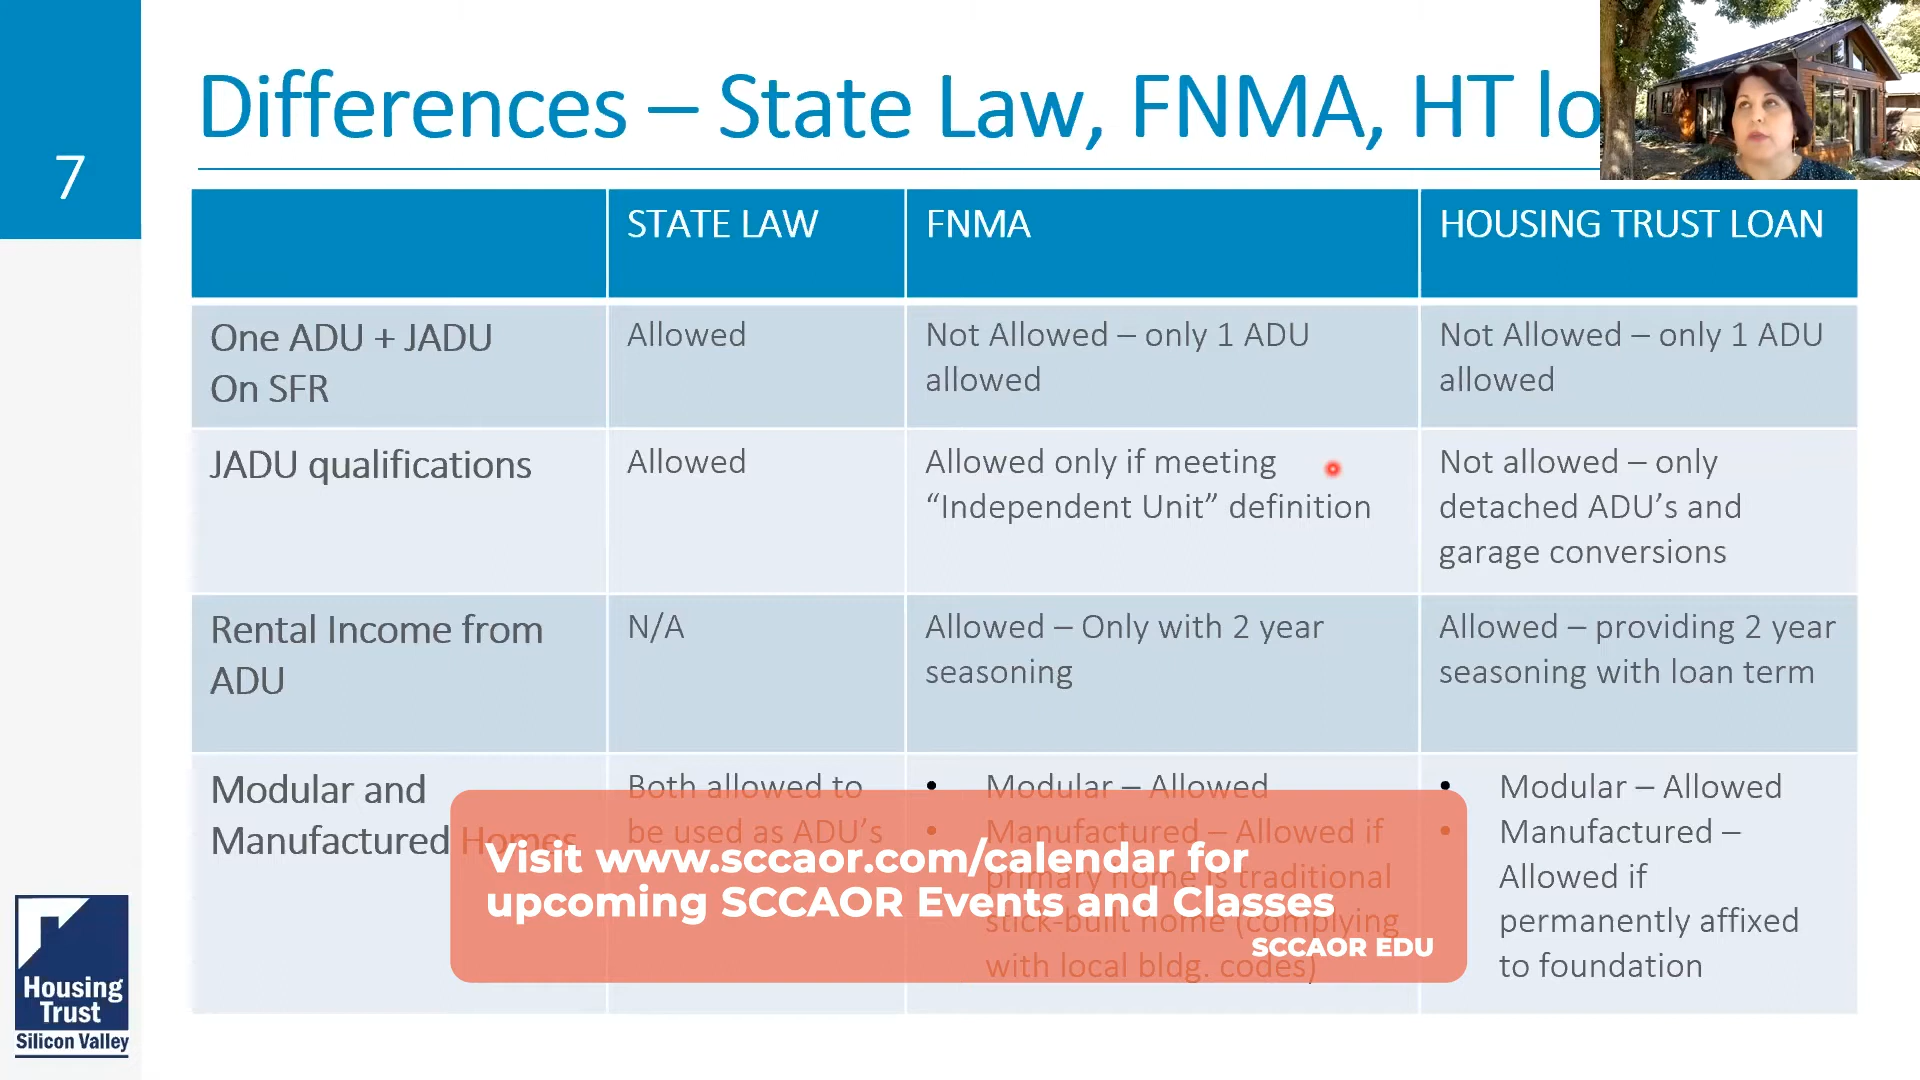 7
Differences – State Law, FNMA, HT lo
STATE LAW
FNMA
HOUSING TRUST LOAN
One ADU + JADU
On SFR
Allowed
Not Allowed – only 1 ADU
allowed
Not Allowed – only 1 ADU
allowed
JADU qualifications
Allowed
Allowed only if meeting
“Independent Unit” definition
Not allowed – only
detached ADU’s and
garage conversions
Rental Income from
ADU
N/A
Allowed – Only with 2 year
seasoning
Allowed – providing 2 year
seasoning with loan term
Modular and
Manufactured Homes
Both allowed to
be used as ADU’s
• Modular – Allowed
• Manufactured – Allowed if
primary home is traditional
stick-built home (complying
with local bldg. codes)
• Modular – Allowed
• Manufactured –
Allowed if
permanently affixed
to foundation
Visit www.sccaor.com/calendar for
upcoming SCCAOR Events and Classes
SCCAOR EDU
Housing
Trust
Silicon Valley